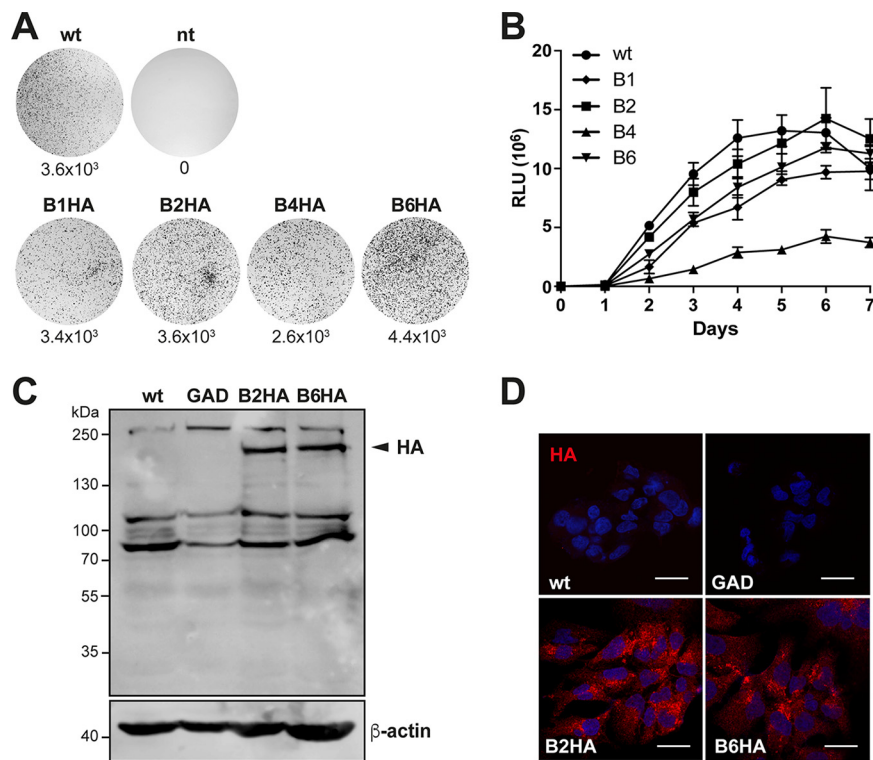 A
wt nt
3.6x10³ 0
B1HA B2HA B4HA B6HA
3.4x10³ 3.6x10³ 2.6x10³ 4.4x10³
B
20
15
10
5
0
RLU (10⁶)
wt
B1
B2
B4
B6
0 1 2 3 4 5 6 7
Days
C
wt GAD B2HA B6HA
kDa
250
130
100
70
55
35
40
HA
β-actin
D
HA
wt GAD
B2HA B6HA